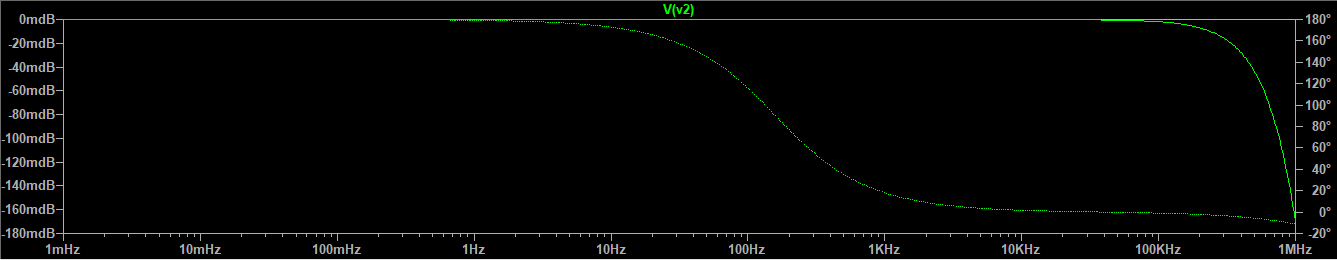 V(v2)
0mdB 180°
-20mdB 160°
-40mdB 140°
-60mdB 120°
-80mdB 100°
-100mdB 80°
-120mdB 60°
-140mdB 40°
-160mdB 20°
-180mdB 0°
-20°
1mHz 10mHz 100mHz 1Hz 10Hz 100Hz 1KHz 10KHz 100KHz 1MHz